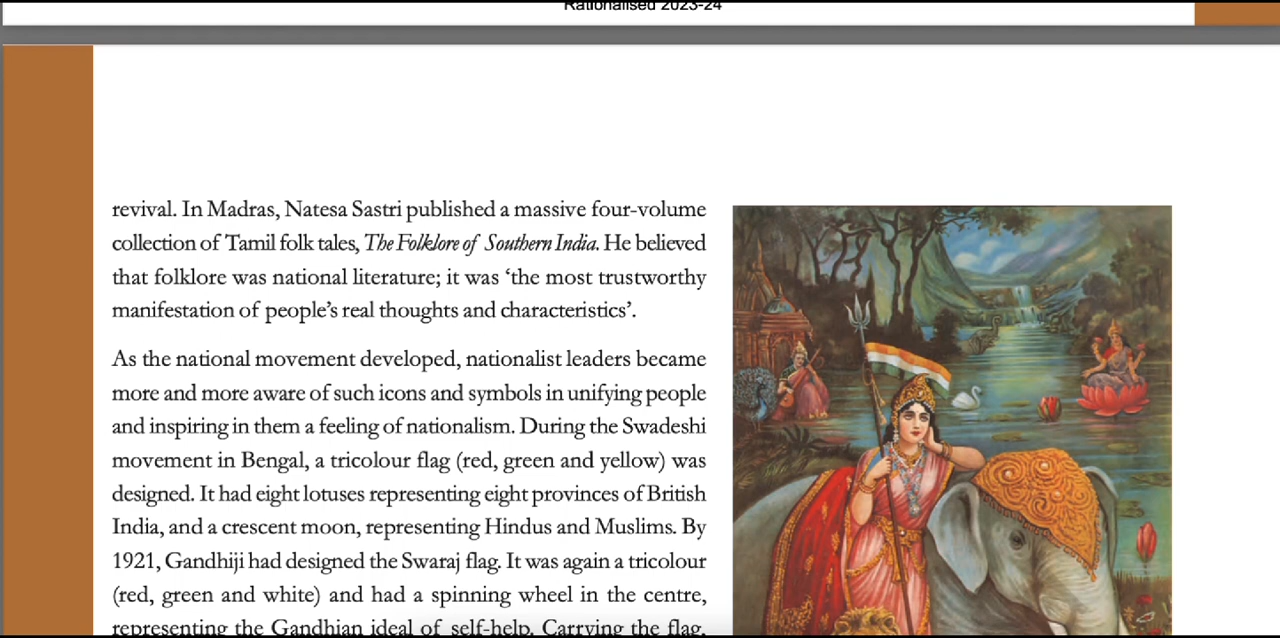 Rationalised 2023-24
revival. In Madras, Natesa Sastri published a massive four-volume
collection of Tamil folk tales, The Folklore of Southern India. He believed
that folklore was national literature; it was ‘the most trustworthy
manifestation of people’s real thoughts and characteristics’.
As the national movement developed, nationalist leaders became
more and more aware of such icons and symbols in unifying people
and inspiring in them a feeling of nationalism. During the Swadeshi
movement in Bengal, a tricolour flag (red, green and yellow) was
designed. It had eight lotuses representing eight provinces of British
India, and a crescent moon, representing Hindus and Muslims. By
1921, Gandhiji had designed the Swaraj flag. It was again a tricolour
(red, green and white) and had a spinning wheel in the centre,
representing the Gandhian ideal of self-help. Carrying the flag,